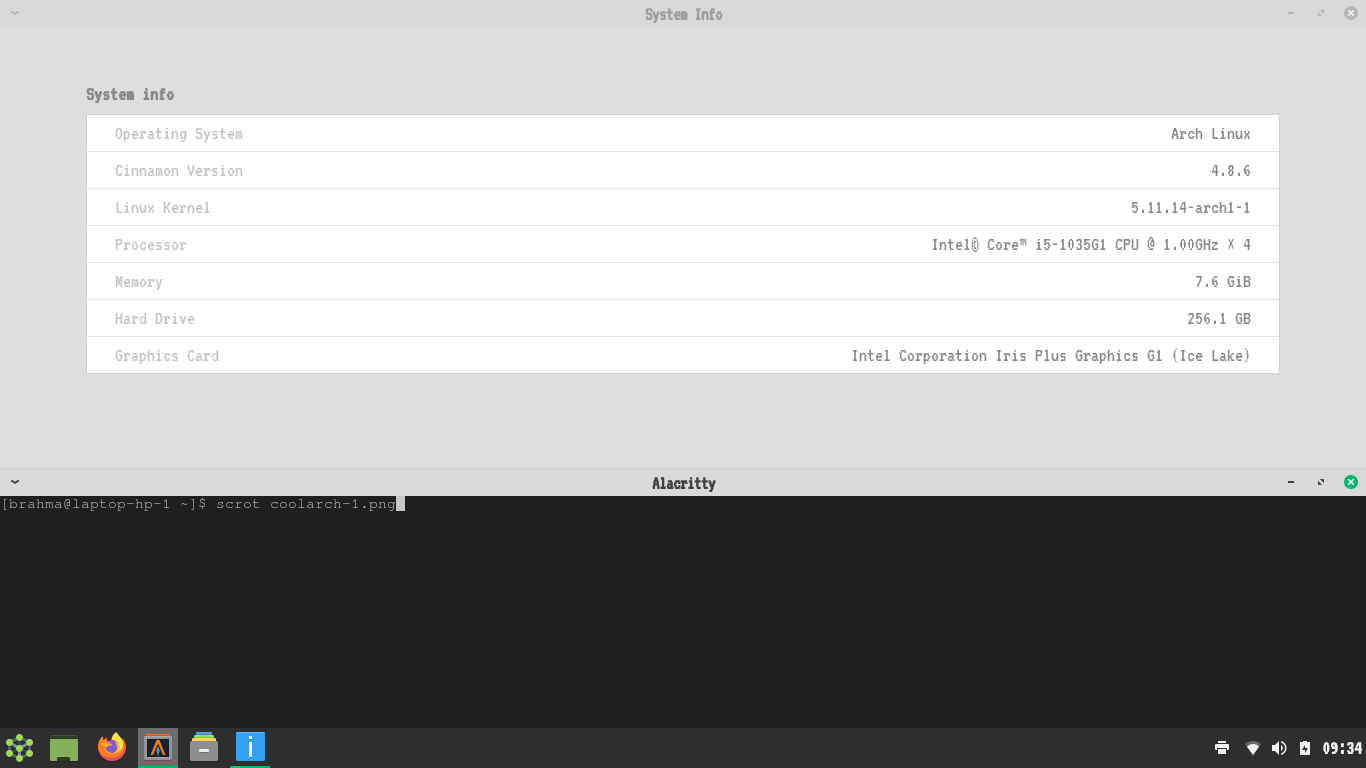 System Info
System info
Operating System Arch Linux
Cinnamon Version 4.8.6
Linux Kernel 5.11.14-arch1-1
Processor Intel® Core™ i5-1035G1 CPU @ 1.00GHz X 4
Memory 7.6 GiB
Hard Drive 256.1 GB
Graphics Card Intel Corporation Iris Plus Graphics G1 (Ice Lake)
Alacritty
[brahma@laptop-hp-1 ~]$ scrot coolarch-1.png
09:34